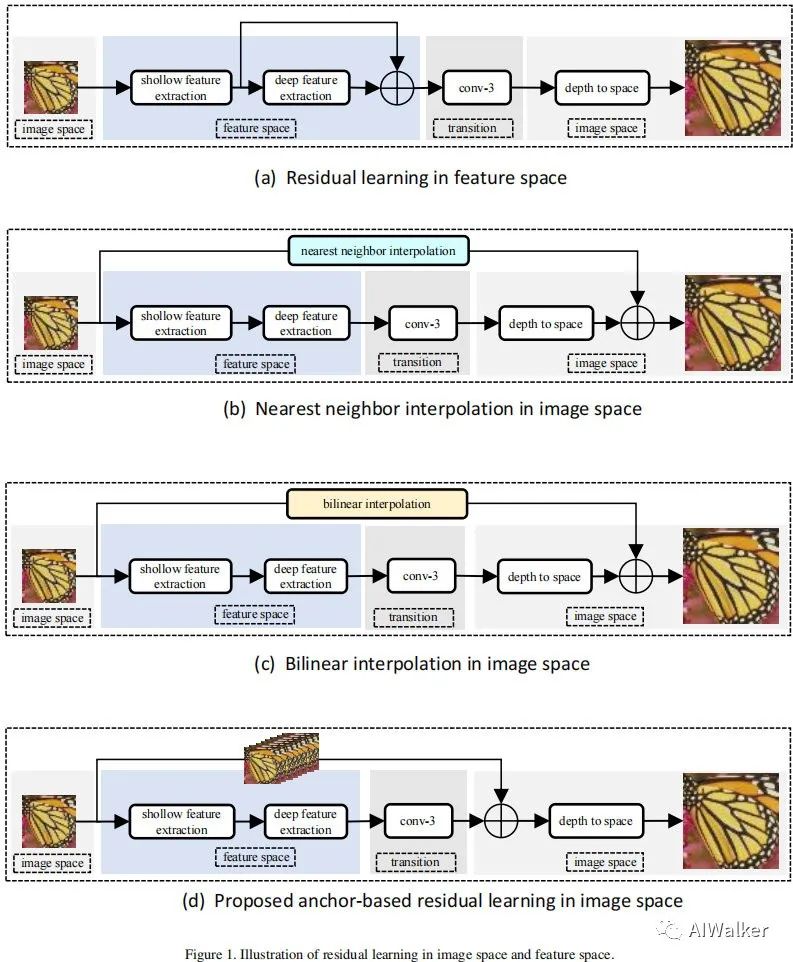 shollow feature
extraction
deep feature
extraction
conv-3
depth to space
image space
feature space
transition
image space
(a) Residual learning in feature space
nearest neighbor interpolation
shollow feature
extraction
deep feature
extraction
conv-3
depth to space
image space
feature space
transition
image space
(b) Nearest neighbor interpolation in image space
bilinear interpolation
shollow feature
extraction
deep feature
extraction
conv-3
depth to space
image space
feature space
transition
image space
(c) Bilinear interpolation in image space
shollow feature
extraction
deep feature
extraction
conv-3
depth to space
image space
feature space
transition
image space
(d) Proposed anchor-based residual learning in image space
AIWalker
Figure 1. Illustration of residual learning in image space and feature space.